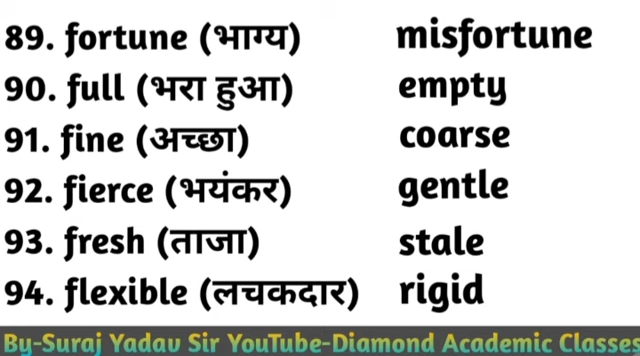 89. fortune (भाग्य) misfortune
90. full (भरा हुआ) empty
91. fine (अच्छा) coarse
92. fierce (भयंकर) gentle
93. fresh (ताजा) stale
94. flexible (लचकदार) rigid
By-Suraj Yadav Sir YouTube-Diamond Academic Classes